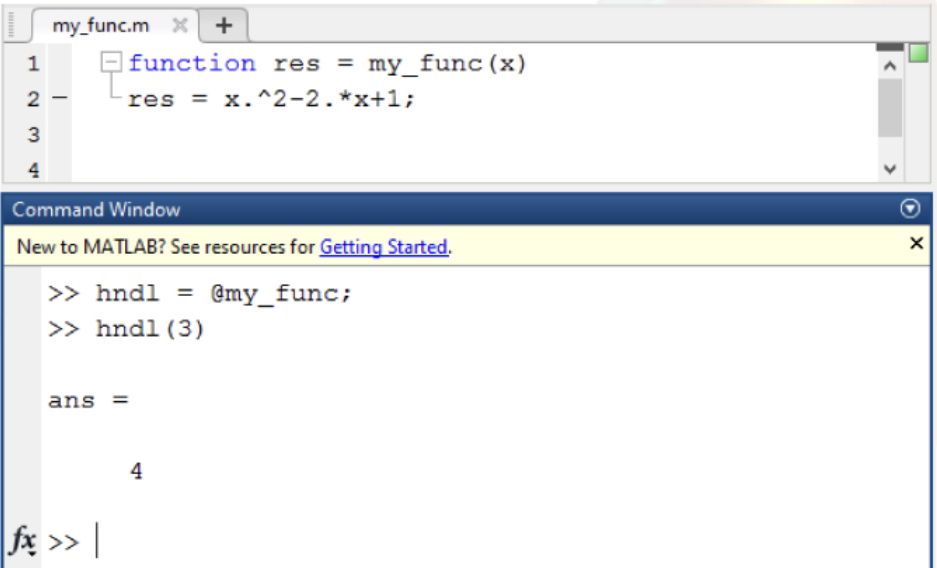 my_func.m
1 function res = my_func(x)
2 res = x.^2-2.*x+1;
3
4
Command Window
New to MATLAB? See resources for Getting Started.
>> hndl = @my_func;
>> hndl(3)
ans =
4
fx >>